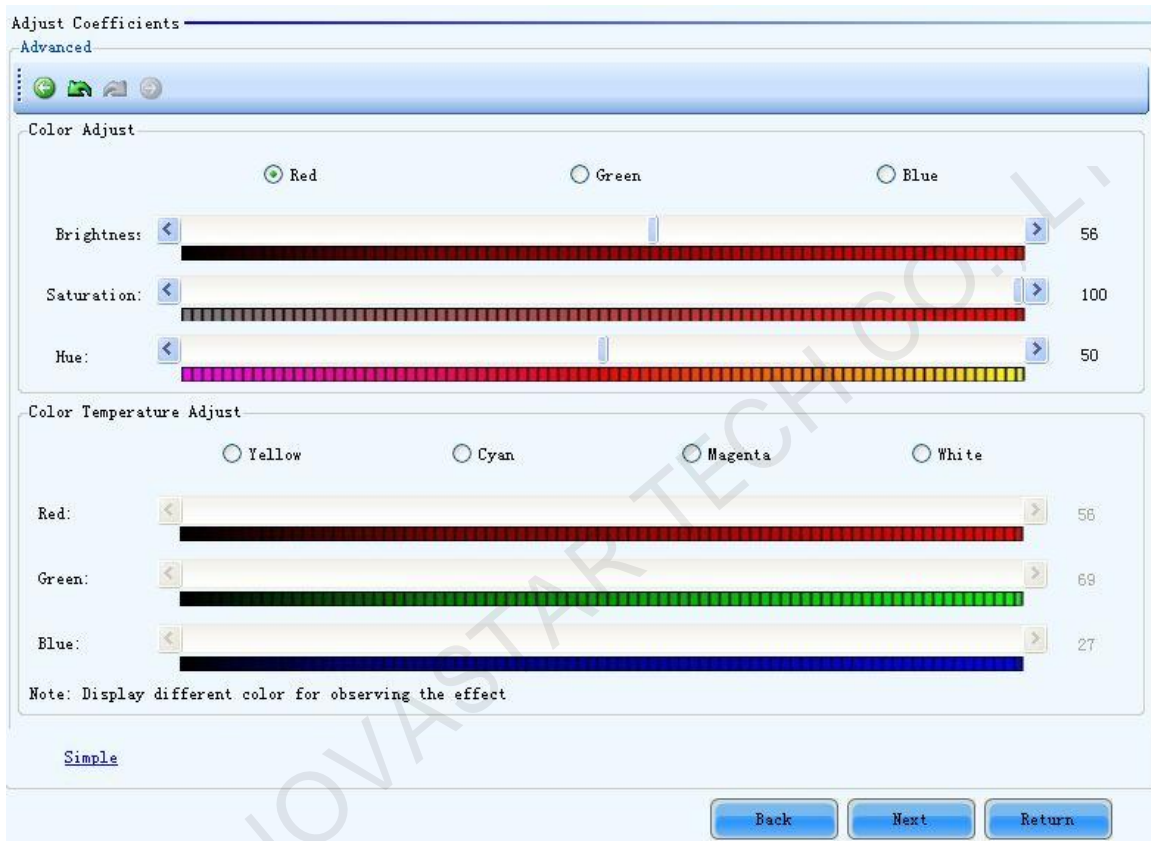 Adjust Coefficients
Advanced
Color Adjust
Red Green Blue
Brightness: 56
Saturation: 100
Hue: 50
Color Temperature Adjust
Yellow Cyan Magenta White
Red: 56
Green: 69
Blue: 27
Note: Display different color for observing the effect
Simple
Back Next Return
NOVASTAR TECH CO.,L